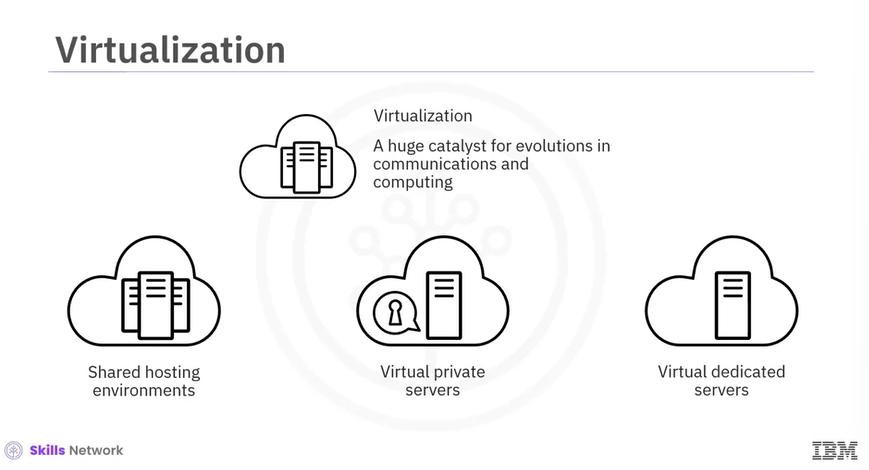 Virtualization
Virtualization
A huge catalyst for evolutions in
communications and
computing
Shared hosting
environments
Virtual private
servers
Virtual dedicated
servers
Skills Network
IBM